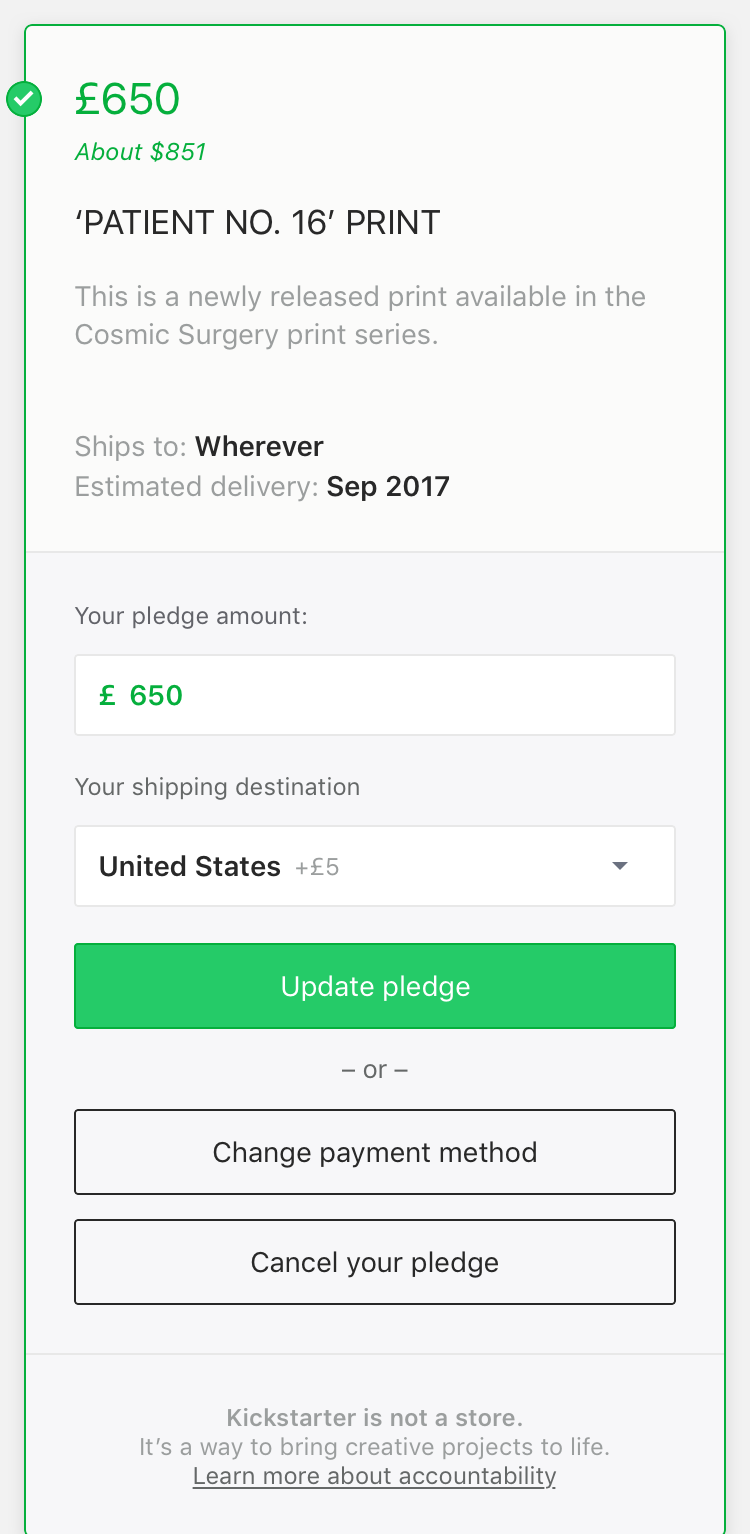 £650
About $851
‘PATIENT NO. 16’ PRINT
This is a newly released print available in the
Cosmic Surgery print series.
Ships to: Wherever
Estimated delivery: Sep 2017
Your pledge amount:
£ 650
Your shipping destination
United States +£5
Update pledge
– or –
Change payment method
Cancel your pledge
Kickstarter is not a store.
It’s a way to bring creative projects to life.
Learn more about accountability